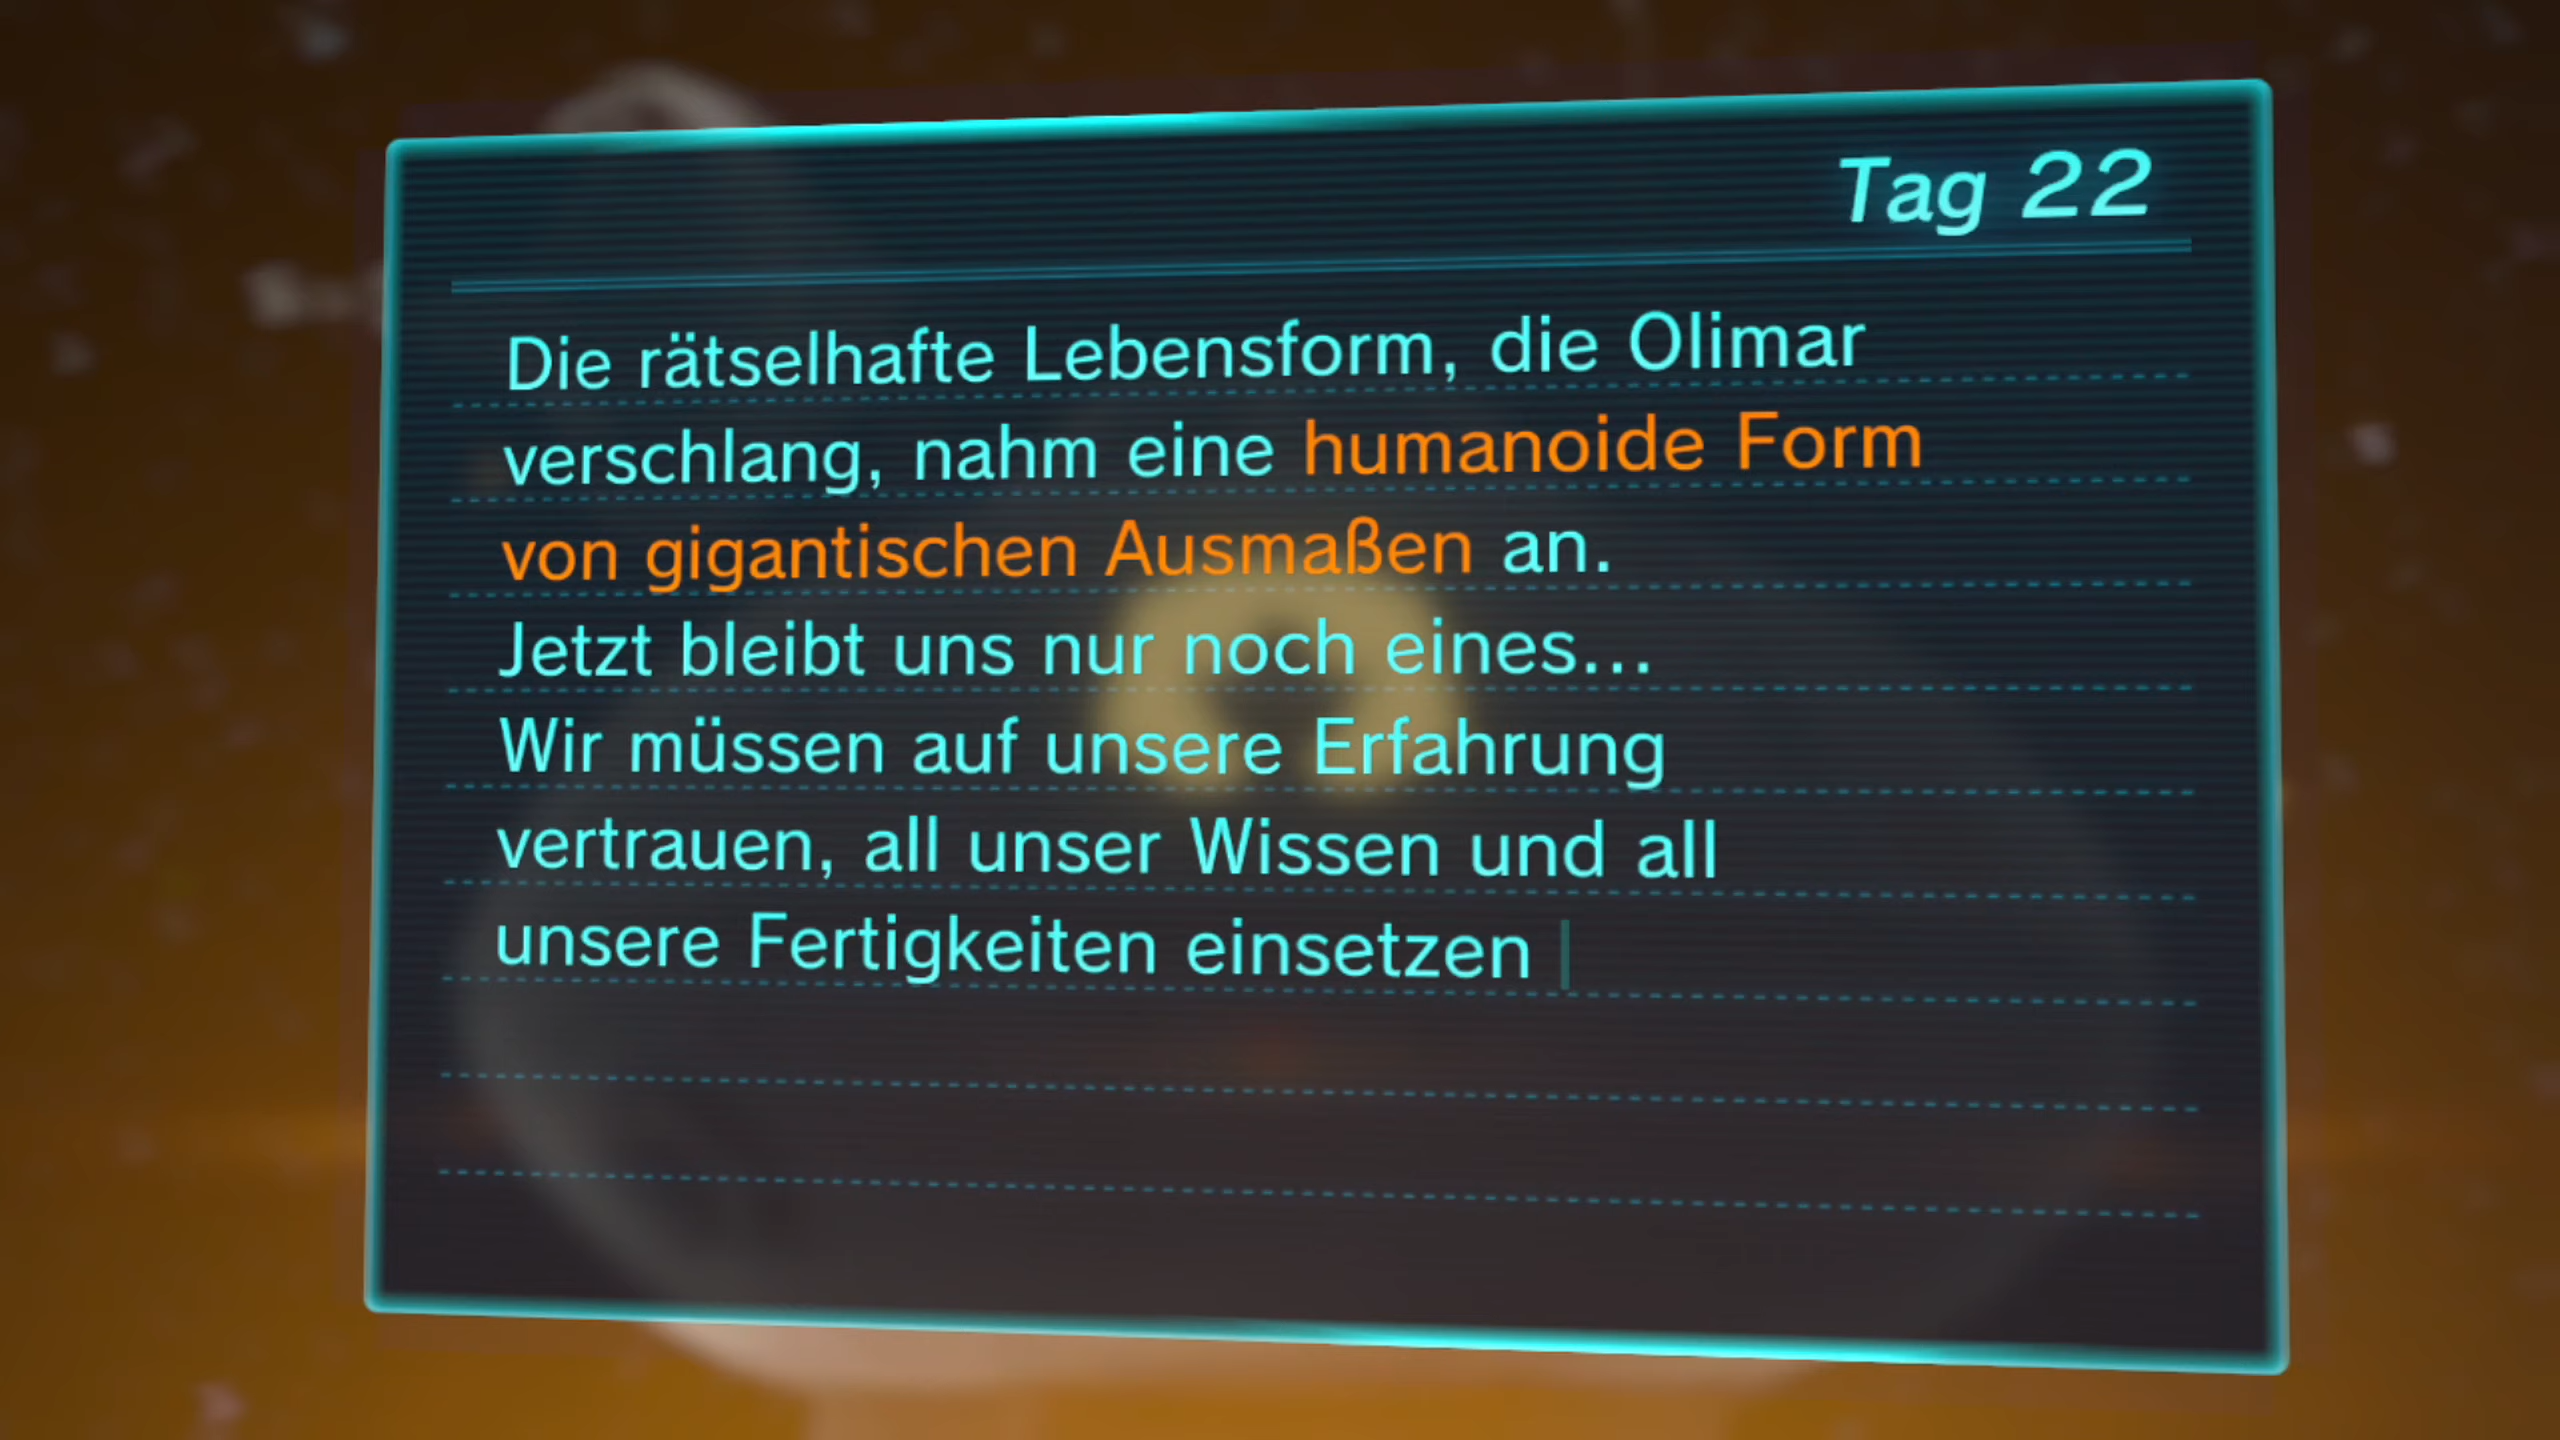 Tag 22
Die rätselhafte Lebensform, die Olimar
verschlang, nahm eine humanoide Form
von gigantischen Ausmaßen an.
Jetzt bleibt uns nur noch eines...
Wir müssen auf unsere Erfahrung
vertrauen, all unser Wissen und all
unsere Fertigkeiten einsetzen